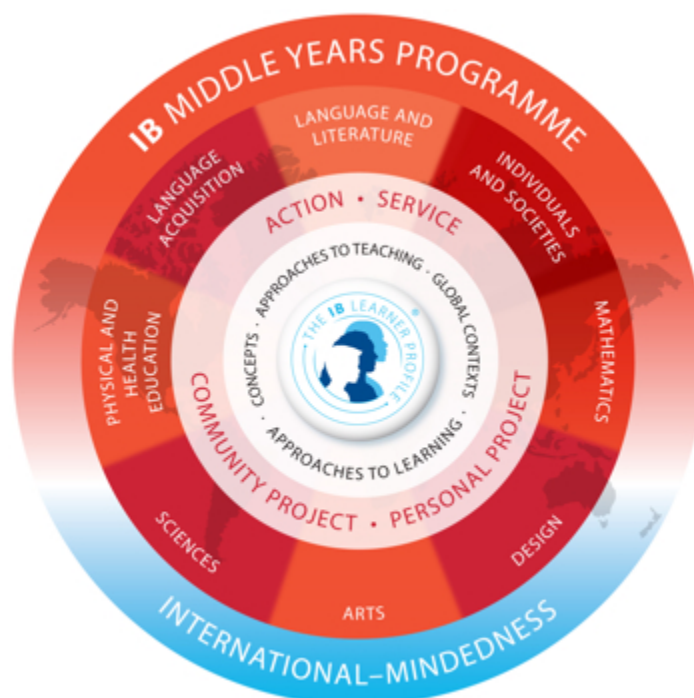 IB MIDDLE YEARS PROGRAMME
LANGUAGE AND
LITERATURE
INDIVIDUALS
AND SOCIETIES
MATHEMATICS
DESIGN
ARTS
SCIENCES
PHYSICAL AND
HEALTH
EDUCATION
LANGUAGE
ACQUISITION
ACTION • SERVICE
PERSONAL PROJECT •
COMMUNITY PROJECT
APPROACHES TO TEACHING · GLOBAL CONTEXTS ·
APPROACHES TO LEARNING · CONCEPTS ·
THE IB LEARNER PROFILE ®
INTERNATIONAL–MINDEDNESS